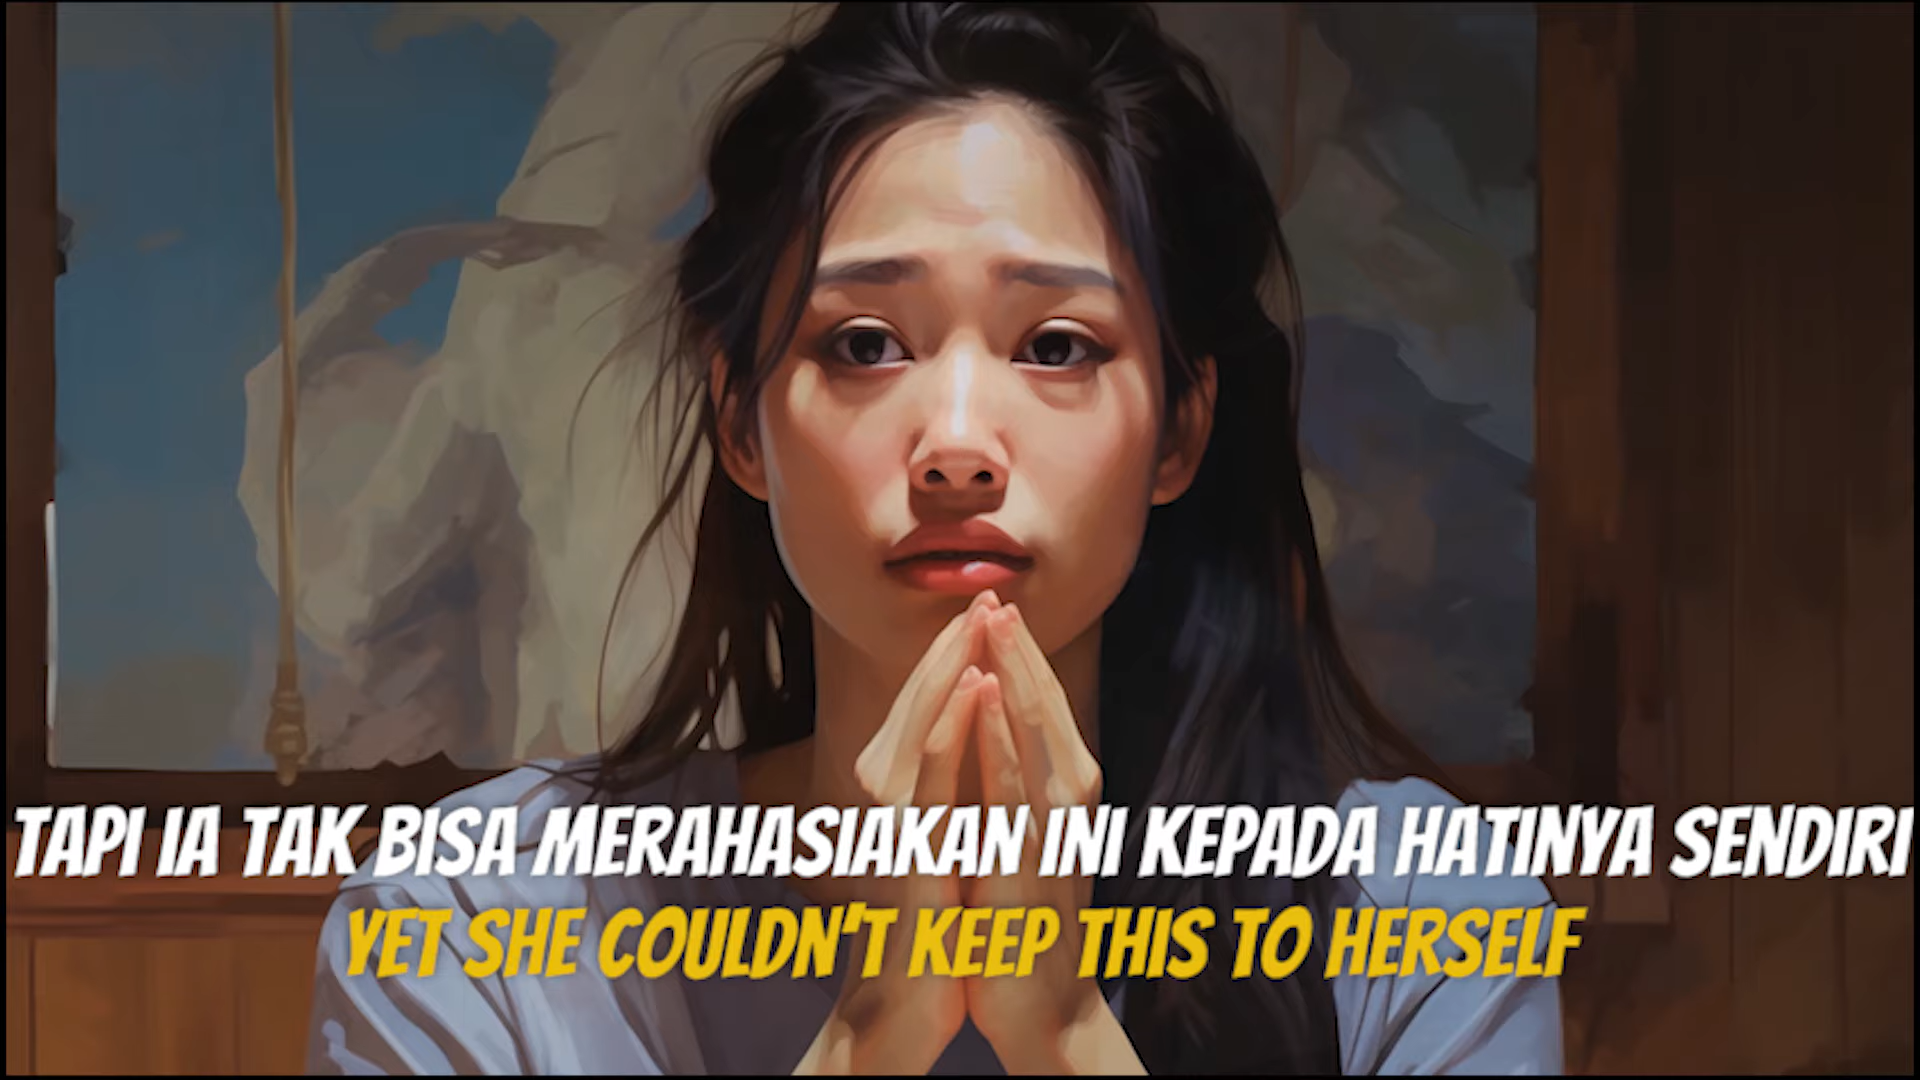 TAPI IA TAK BISA MERAHASIAKAN INI KEPADA HATINYA SENDIRI
YET SHE COULDN'T KEEP THIS TO HERSELF